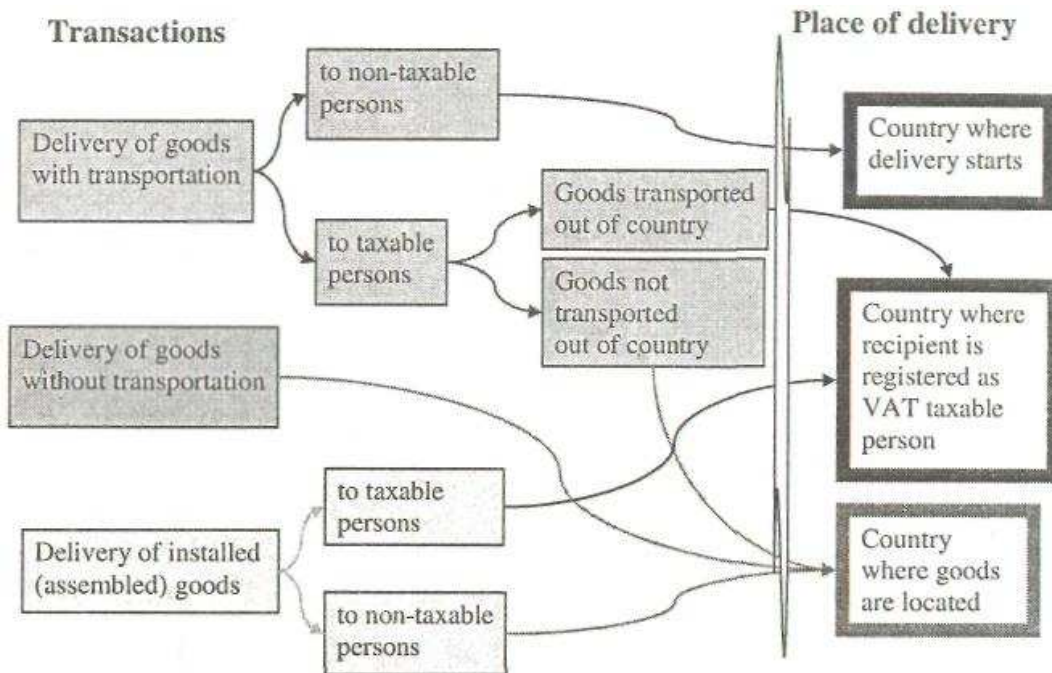 Transactions
Place of delivery
to non-taxable
persons
Delivery of goods
with transportation
Country where
delivery starts
Goods transported
out of country
to taxable
persons
Goods not
transported
out of country
Country where
recipient is
registered as
VAT taxable
person
Delivery of goods
without transportation
to taxable
persons
Delivery of installed
(assembled) goods
Country
where goods
are located
to non-taxable
persons